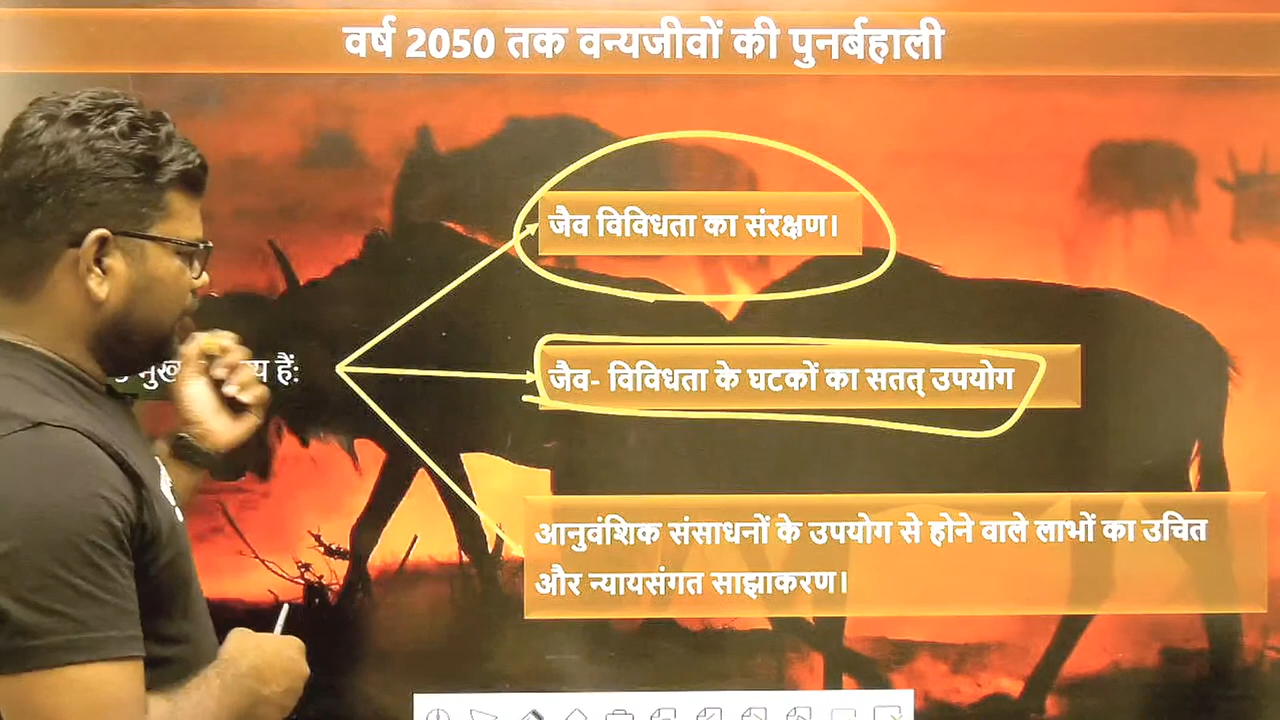 वर्ष 2050 तक वन्यजीवों की पुनर्बहाली
जैव विविधता का संरक्षण।
हैं:
जैव- विविधता के घटकों का सतत् उपयोग
आनुवंशिक संसाधनों के उपयोग से होने वाले लाभों का उचित
और न्यायसंगत साझाकरण।